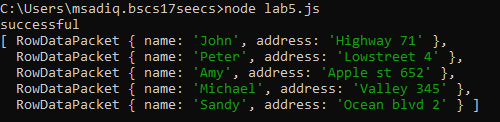 C:\Users\msadiq.bscs17seecs>node lab5.js
successful
[ RowDataPacket { name: 'John', address: 'Highway 71' },
  RowDataPacket { name: 'Peter', address: 'Lowstreet 4' },
  RowDataPacket { name: 'Amy', address: 'Apple st 652' },
  RowDataPacket { name: 'Michael', address: 'Valley 345' },
  RowDataPacket { name: 'Sandy', address: 'Ocean blvd 2' } ]